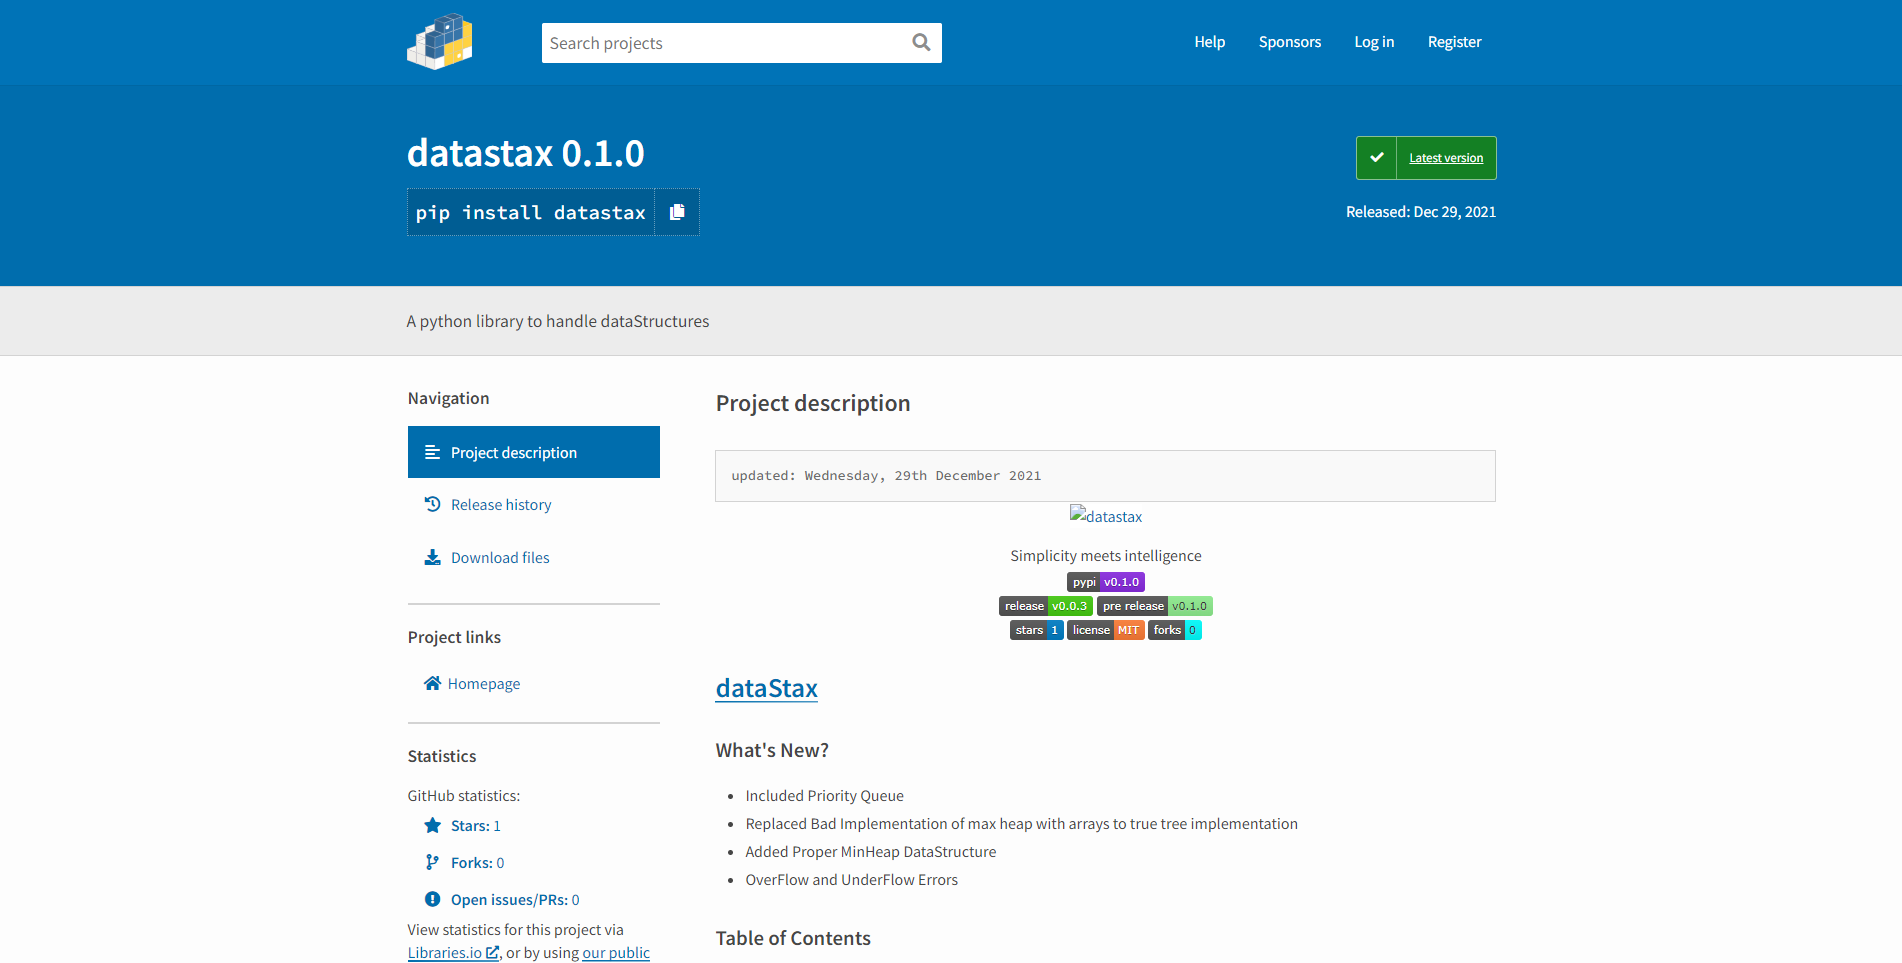 Search projects
Help
Sponsors
Log in
Register
datastax 0.1.0
Latest version
pip install datastax
Released: Dec 29, 2021
A python library to handle dataStructures
Navigation
Project description
Release history
Download files
Project links
Homepage
Statistics
GitHub statistics:
Stars: 1
Forks: 0
Open issues/PRs: 0
View statistics for this project via
Libraries.io, or by using our public
Project description
updated: Wednesday, 29th December 2021
datastax
Simplicity meets intelligence
pypi v0.1.0
release v0.0.3 pre release v0.1.0
stars 1 license MIT forks 0
dataStax
What's New?
Included Priority Queue
Replaced Bad Implementation of max heap with arrays to true tree implementation
Added Proper MinHeap DataStructure
OverFlow and UnderFlow Errors
Table of Contents